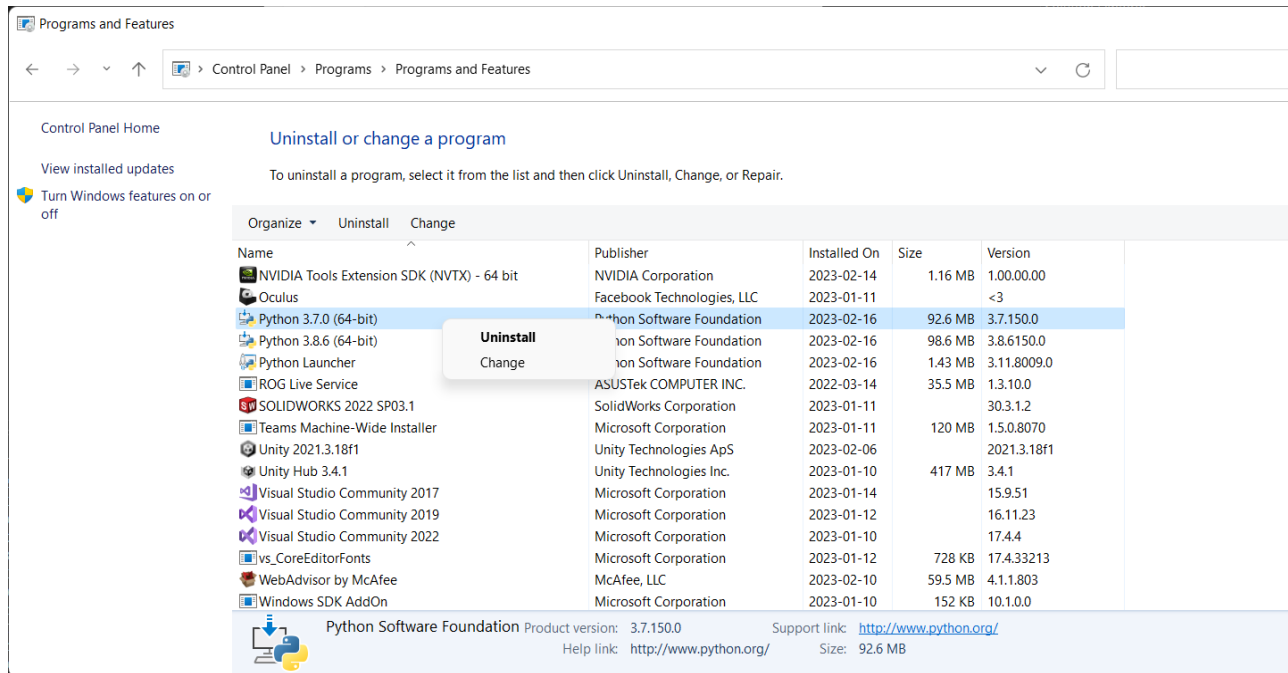 Programs and Features
Control Panel > Programs > Programs and Features
Control Panel Home
View installed updates
Turn Windows features on or
off
Uninstall or change a program
To uninstall a program, select it from the list and then click Uninstall, Change, or Repair.
Organize Uninstall Change
Name Publisher Installed On Size Version
NVIDIA Tools Extension SDK (NVTX) - 64 bit NVIDIA Corporation 2023-02-14 1.16 MB 1.00.00.00
Oculus Facebook Technologies, LLC 2023-01-11 <3
Python 3.7.0 (64-bit) Python Software Foundation 2023-02-16 92.6 MB 3.7.150.0
Uninstall
Python 3.8.6 (64-bit) on Software Foundation 2023-02-16 98.6 MB 3.8.6150.0
Change
Python Launcher on Software Foundation 2023-02-16 1.43 MB 3.11.8009.0
ROG Live Service ASUSTek COMPUTER INC. 2022-03-14 35.5 MB 1.3.10.0
SOLIDWORKS 2022 SP03.1 SolidWorks Corporation 2023-01-11 30.3.1.2
Teams Machine-Wide Installer Microsoft Corporation 2023-01-11 120 MB 1.5.0.8070
Unity 2021.3.18f1 Unity Technologies ApS 2023-02-06 2021.3.18f1
Unity Hub 3.4.1 Unity Technologies Inc. 2023-01-10 417 MB 3.4.1
Visual Studio Community 2017 Microsoft Corporation 2023-01-14 15.9.51
Visual Studio Community 2019 Microsoft Corporation 2023-01-12 16.11.23
Visual Studio Community 2022 Microsoft Corporation 2023-01-10 17.4.4
vs_CoreEditorFonts Microsoft Corporation 2023-01-12 728 KB 17.4.33213
WebAdvisor by McAfee McAfee, LLC 2023-02-10 59.5 MB 4.1.1.803
Windows SDK AddOn Microsoft Corporation 2023-01-10 152 KB 10.1.0.0
Python Software Foundation Product version: 3.7.150.0 Support link: http://www.python.org/
Help link: http://www.python.org/ Size: 92.6 MB